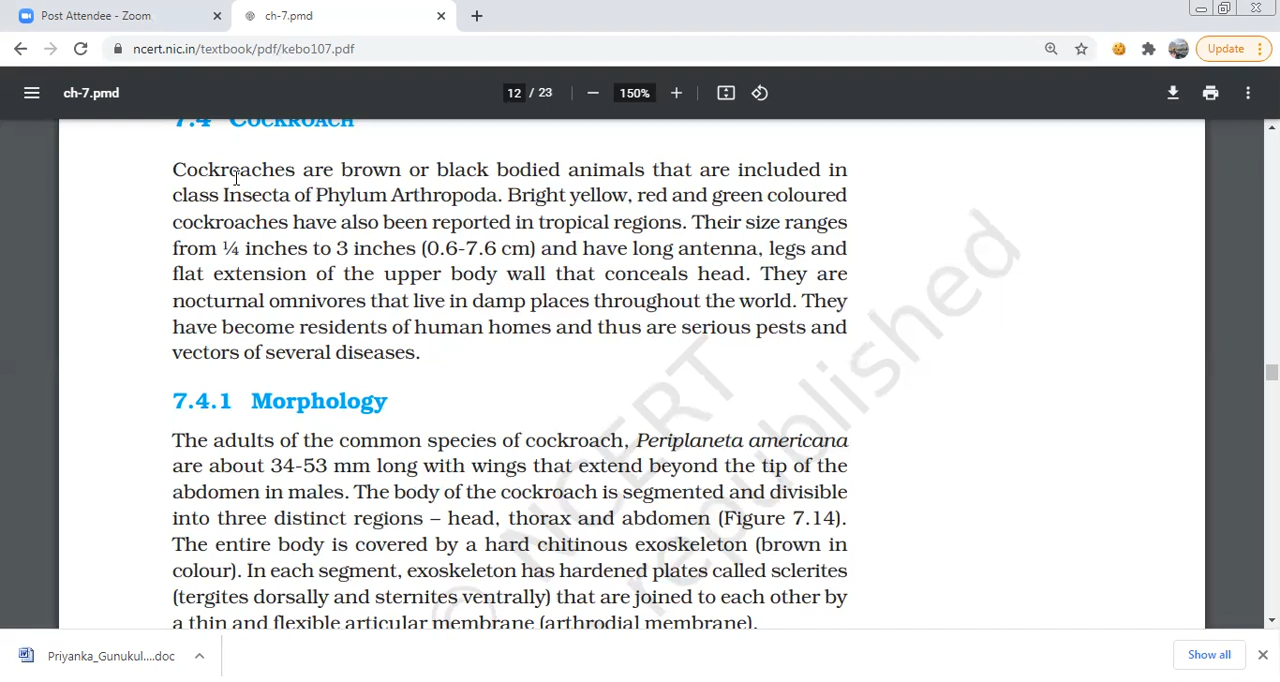 Post Attendee - Zoom
ch-7.pmd
ncert.nic.in/textbook/pdf/kebo107.pdf
Update
ch-7.pmd
12 / 23
150%
7.4 COCKROACH
Cockroaches are brown or black bodied animals that are included in
class Insecta of Phylum Arthropoda. Bright yellow, red and green coloured
cockroaches have also been reported in tropical regions. Their size ranges
from ¼ inches to 3 inches (0.6-7.6 cm) and have long antenna, legs and
flat extension of the upper body wall that conceals head. They are
nocturnal omnivores that live in damp places throughout the world. They
have become residents of human homes and thus are serious pests and
vectors of several diseases.
7.4.1 Morphology
The adults of the common species of cockroach, Periplaneta americana
are about 34-53 mm long with wings that extend beyond the tip of the
abdomen in males. The body of the cockroach is segmented and divisible
into three distinct regions – head, thorax and abdomen (Figure 7.14).
The entire body is covered by a hard chitinous exoskeleton (brown in
colour). In each segment, exoskeleton has hardened plates called sclerites
(tergites dorsally and sternites ventrally) that are joined to each other by
a thin and flexible articular membrane (arthrodial membrane).
© NCERT
republished
Priyanka_Gunukul....doc
Show all